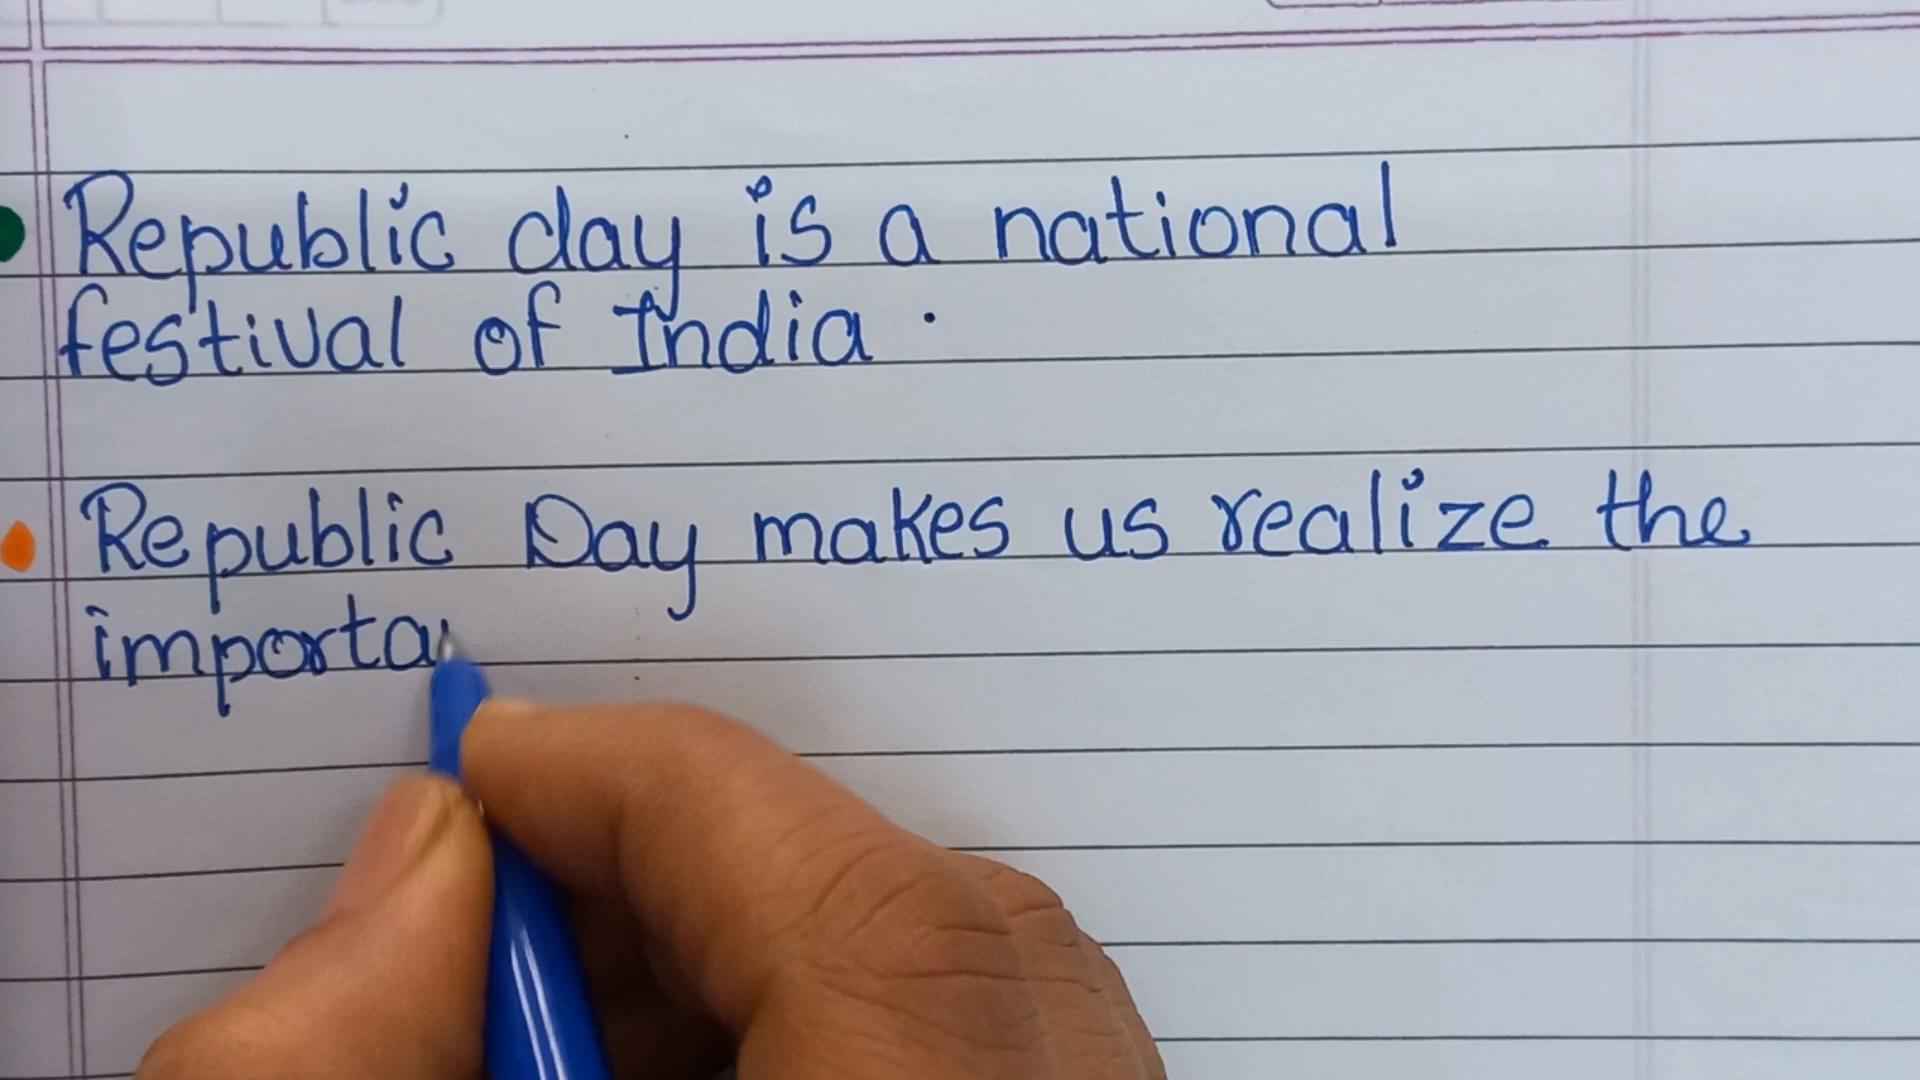 Republic day is a national
festival of India.
Republic Day makes us realize the
importa